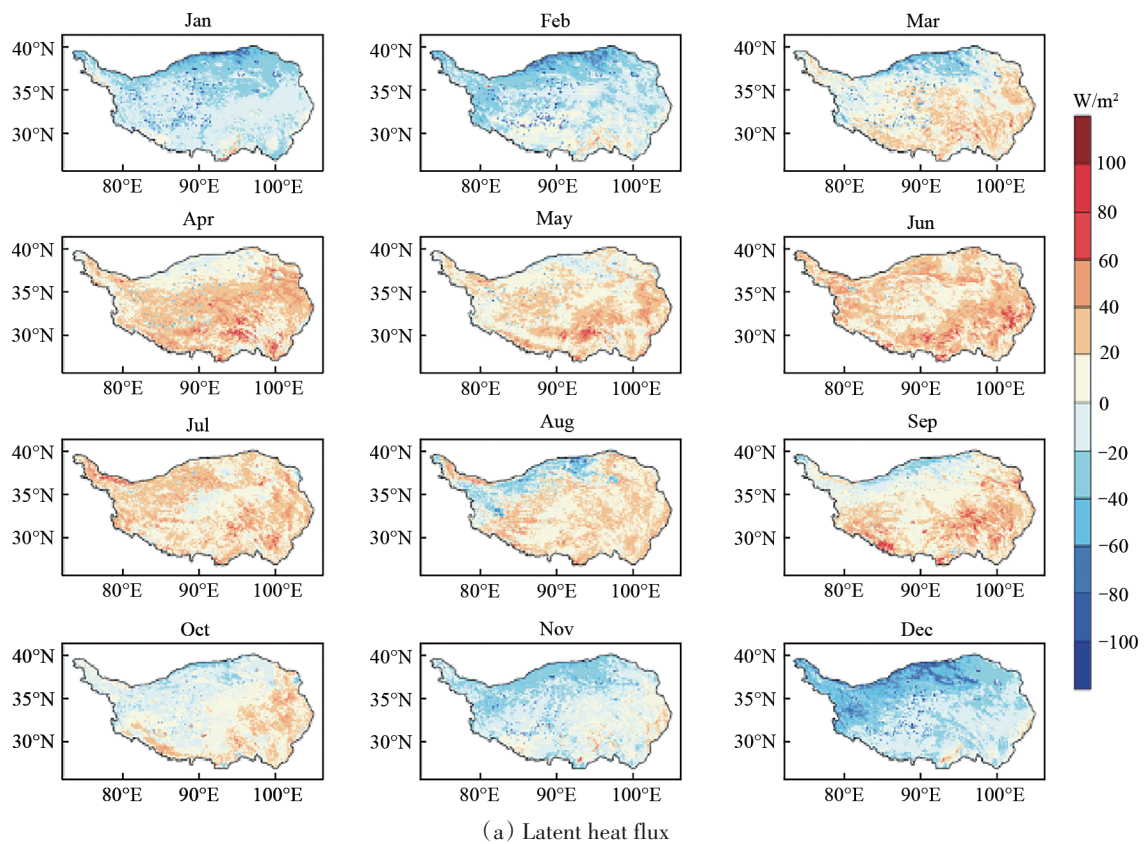 Jan Feb Mar
40°N 40°N 40°N
35°N 35°N 35°N
30°N 30°N 30°N
80°E 90°E 100°E 80°E 90°E 100°E 80°E 90°E 100°E
Apr May Jun
40°N 40°N 40°N
35°N 35°N 35°N
30°N 30°N 30°N
80°E 90°E 100°E 80°E 90°E 100°E 80°E 90°E 100°E
Jul Aug Sep
40°N 40°N 40°N
35°N 35°N 35°N
30°N 30°N 30°N
80°E 90°E 100°E 80°E 90°E 100°E 80°E 90°E 100°E
Oct Nov Dec
40°N 40°N 40°N
35°N 35°N 35°N
30°N 30°N 30°N
80°E 90°E 100°E 80°E 90°E 100°E 80°E 90°E 100°E
W/m²
100
80
60
40
20
0
−20
−40
−60
−80
−100
(a) Latent heat flux